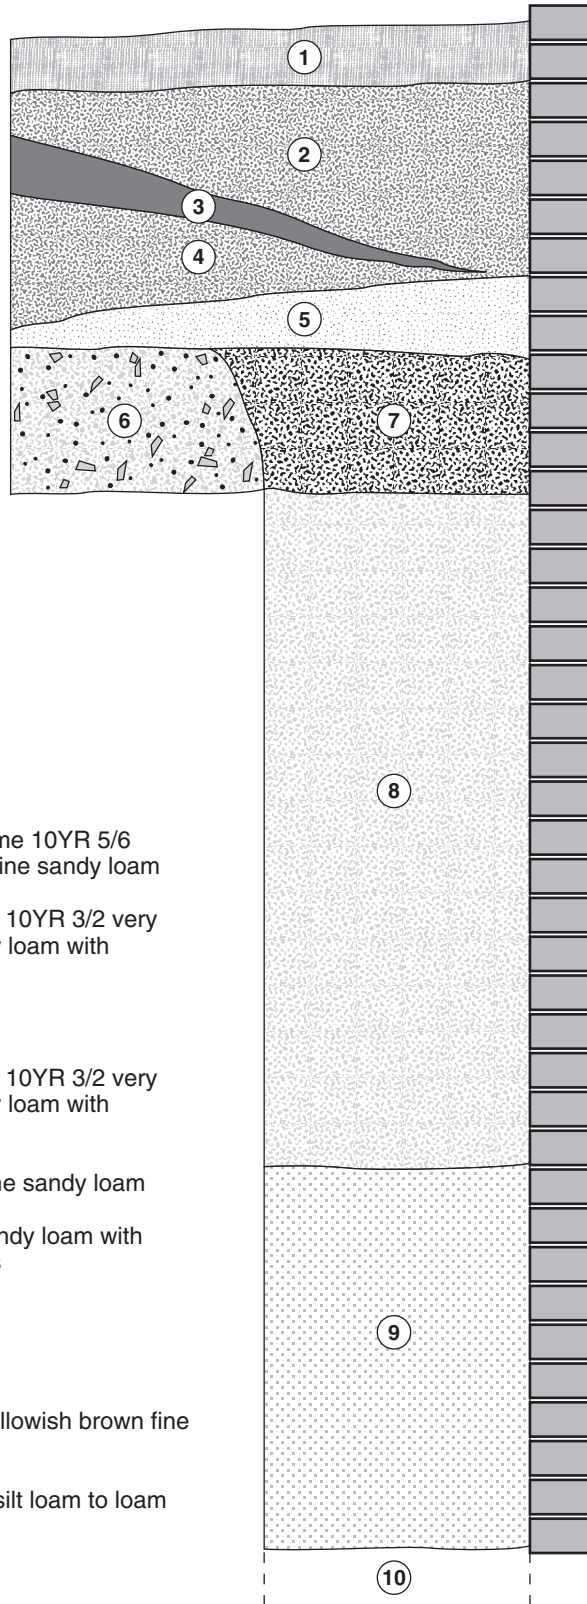 1
2
3
4
5
6
7
8
me 10YR 5/6
ine sandy loam
10YR 3/2 very
loam with
10YR 3/2 very
loam with
ne sandy loam
ndy loam with
9
llowish brown fine
silt loam to loam
10